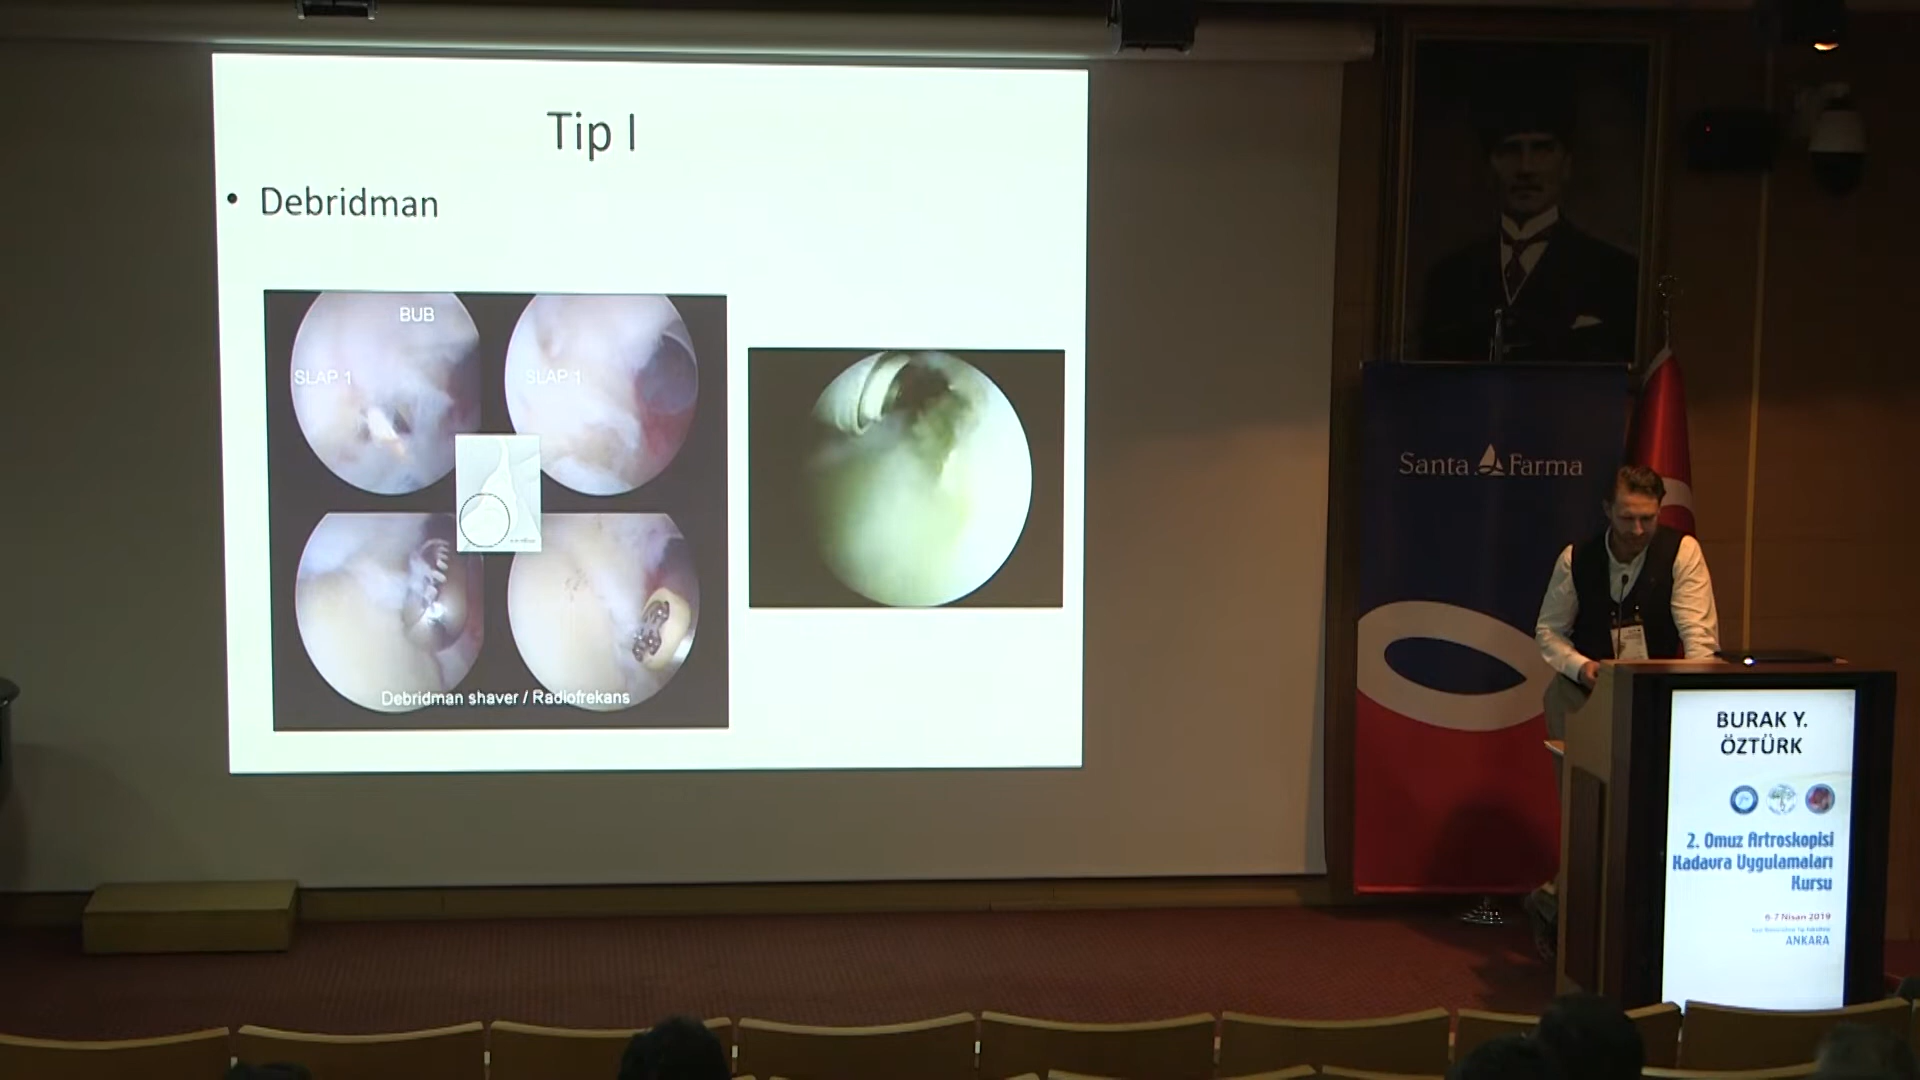 Tip I
• Debridman
BUB
SLAP 1
SLAP 1
Debridman shaver / Radiofrekans
Santa Farma
BURAK Y.
ÖZTÜRK
2. Omuz Artroskopisi
Kadavra Uygulamaları
Kursu
6-7 Nisan 2019
ANKARA